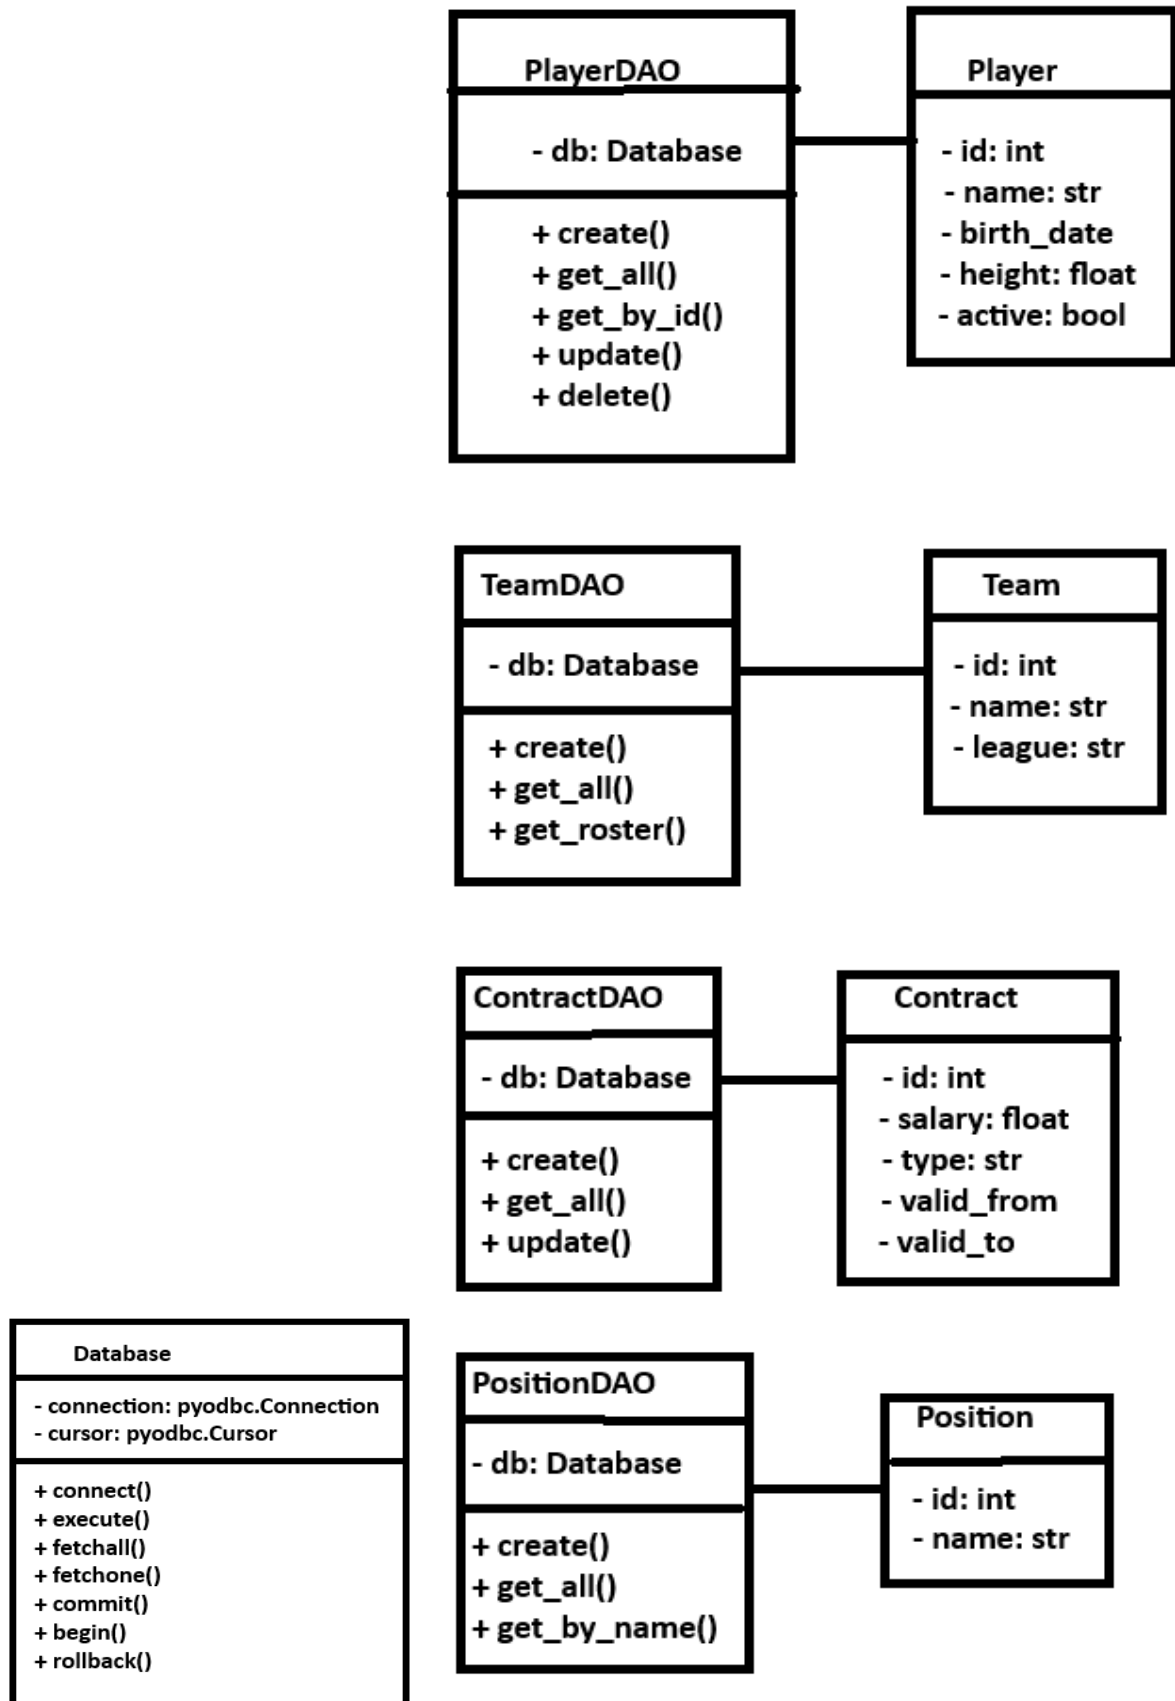 PlayerDAO
- db: Database
+ create()
+ get_all()
+ get_by_id()
+ update()
+ delete()
Player
- id: int
- name: str
- birth_date
- height: float
- active: bool
TeamDAO
- db: Database
+ create()
+ get_all()
+ get_roster()
Team
- id: int
- name: str
- league: str
ContractDAO
- db: Database
+ create()
+ get_all()
+ update()
Contract
- id: int
- salary: float
- type: str
- valid_from
- valid_to
Database
- connection: pyodbc.Connection
- cursor: pyodbc.Cursor
+ connect()
+ execute()
+ fetchall()
+ fetchone()
+ commit()
+ begin()
+ rollback()
PositionDAO
- db: Database
+ create()
+ get_all()
+ get_by_name()
Position
- id: int
- name: str